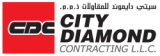 سيتي دايموند للمقاولات ذ.م.م.
CDC CITY
DIAMOND
CONTRACTING L.L.C.